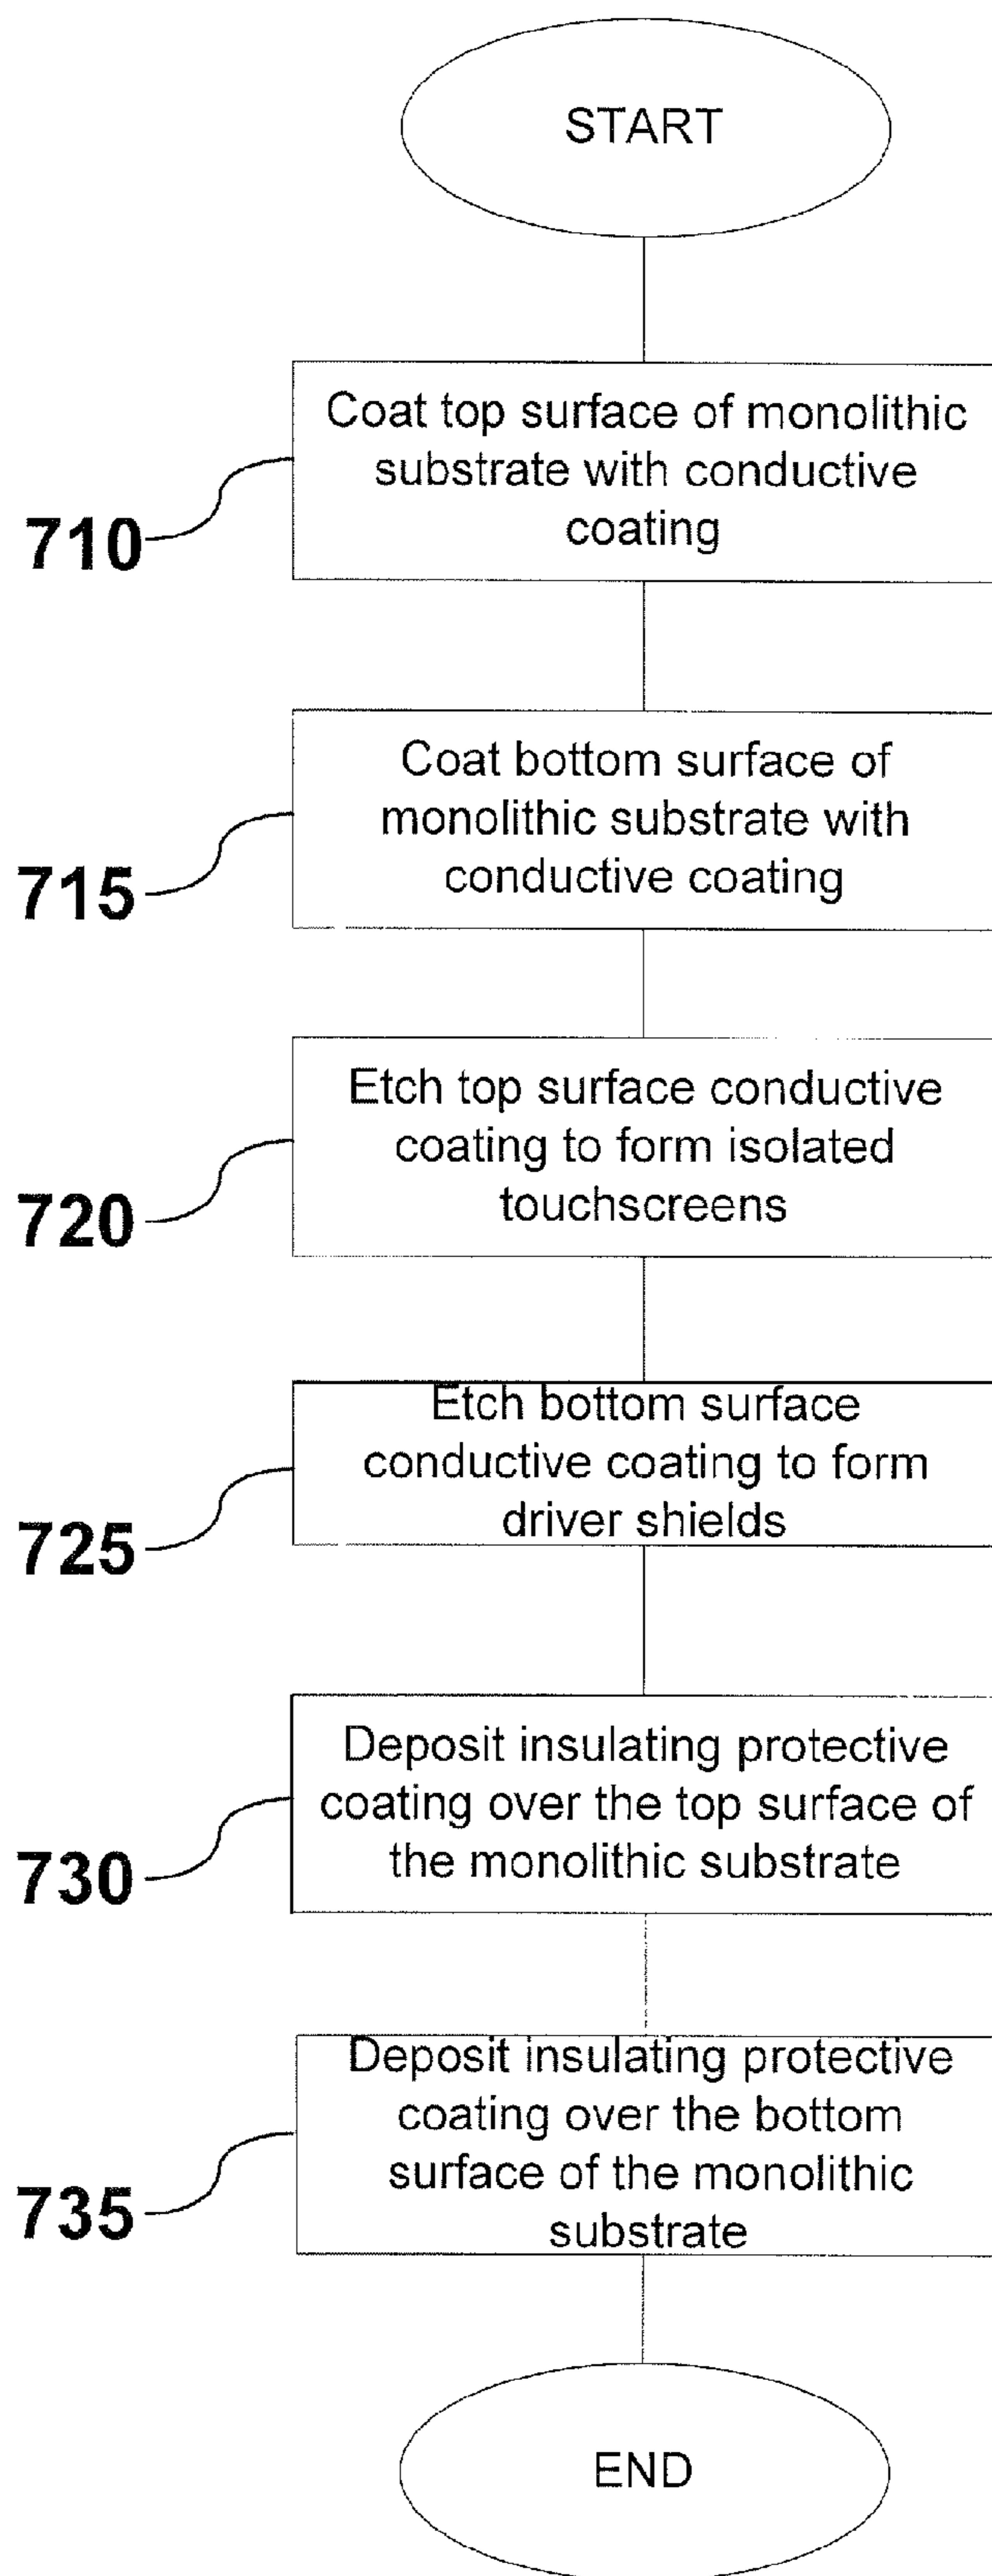 START
Coat top surface of monolithic
substrate with conductive
coating
710
Coat bottom surface of
monolithic substrate with
conductive coating
715
Etch top surface conductive
coating to form isolated
touchscreens
720
Etch bottom surface
conductive coating to form
driver shields
725
Deposit insulating protective
coating over the top surface of
the monolithic substrate
730
Deposit insulating protective
coating over the bottom
surface of the monolithic
substrate
735
END